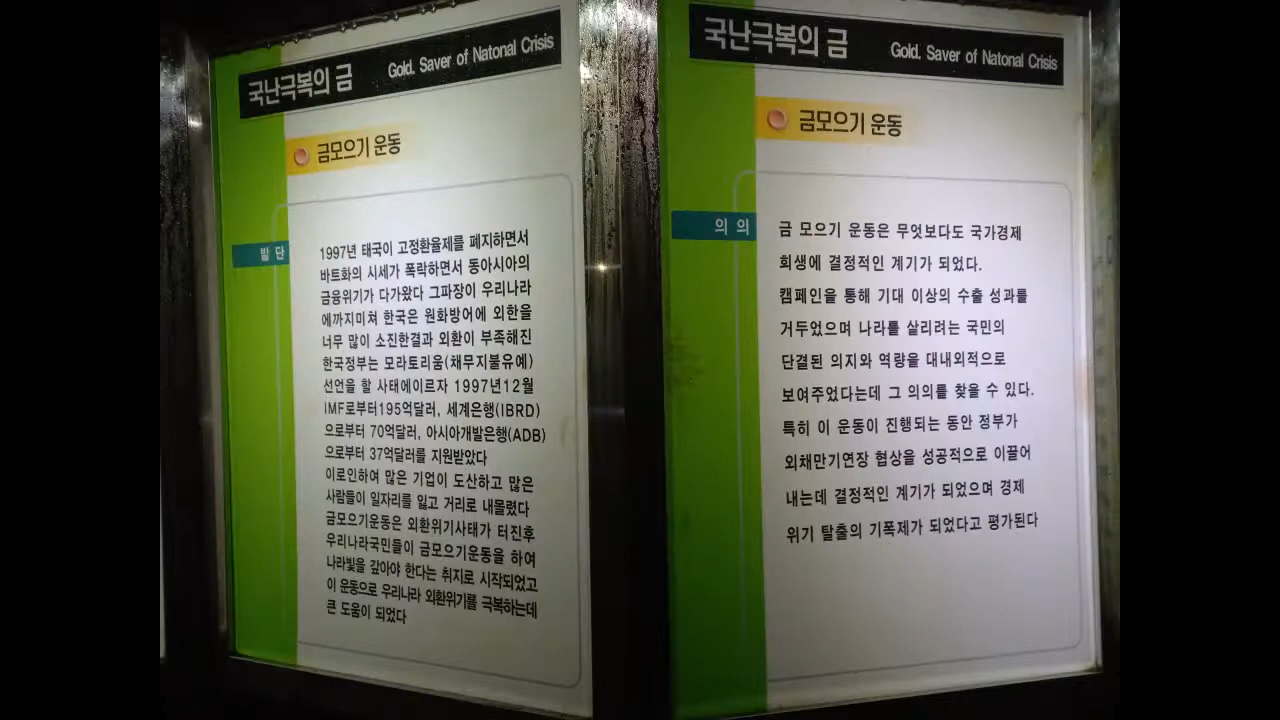 국난극복의 금
Gold. Saver of Natonal Crisis
금모으기 운동
발 단
1997년 태국이 고정환율제를 폐지하면서
바트화의 시세가 폭락하면서 동아시아의
금융위기가 다가왔다 그파장이 우리나라
에까지미쳐 한국은 원화방어에 외한을
너무 많이 소진한결과 외환이 부족해진
한국정부는 모라토리움(채무지불유예)
선언을 할 사태에이르자 1997년12월
IMF로부터195억달러, 세계은행(IBRD)
으로부터 70억달러, 아시아개발은행(ADB)
으로부터 37억달러를 지원받았다
이로인하여 많은 기업이 도산하고 많은
사람들이 일자리를 잃고 거리로 내몰렸다
금모으기운동은 외환위기사태가 터진후
우리나라국민들이 금모으기운동을 하여
나라빛을 갚아야 한다는 취지로 시작되었고
이 운동으로 우리나라 외환위기를 극복하는데
큰 도움이 되었다
국난극복의 금
Gold. Saver of Natonal Crisis
금모으기 운동
의 의
금 모으기 운동은 무엇보다도 국가경제
회생에 결정적인 계기가 되었다.
캠페인을 통해 기대 이상의 수출 성과를
거두었으며 나라를 살리려는 국민의
단결된 의지와 역량을 대내외적으로
보여주었다는데 그 의의를 찾을 수 있다.
특히 이 운동이 진행되는 동안 정부가
외채만기연장 협상을 성공적으로 이끌어
내는데 결정적인 계기가 되었으며 경제
위기 탈출의 기폭제가 되었다고 평가된다